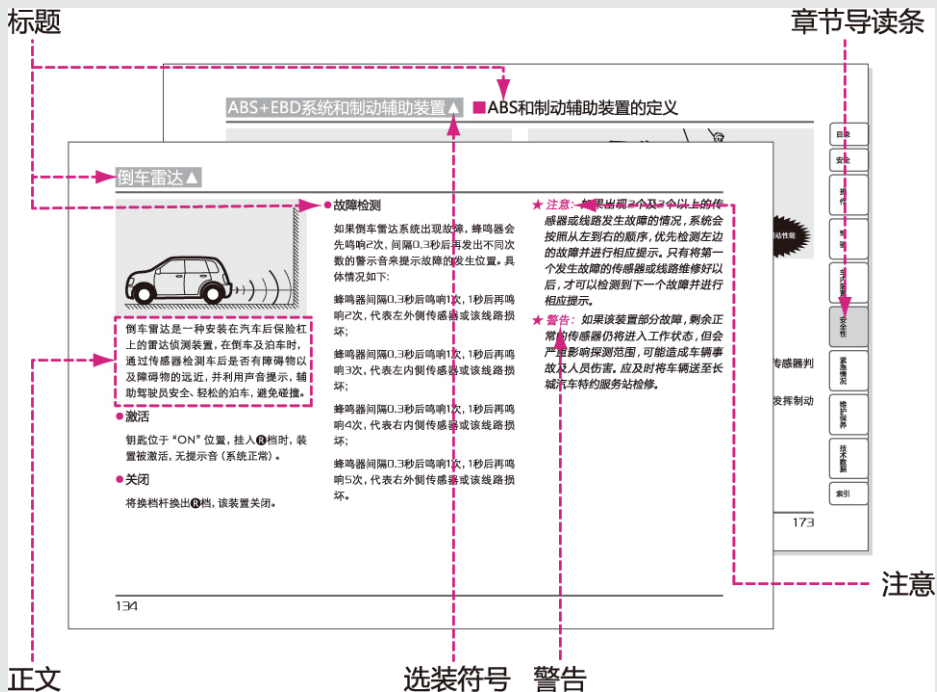 标题
章节导读条
ABS+EBD系统和制动辅助装置▲ ■ABS和制动辅助装置的定义
目录
安全
倒车雷达▲
●故障检测
如果倒车雷达系统出现故障,蜂鸣器会
先鸣响2次,间隔0.3秒后再发出不同次
数的警示音来提示故障的发生位置。具
体情况如下:
蜂鸣器间隔0.3秒后鸣响1次,1秒后再鸣
响2次,代表左外侧传感器或该线路损
坏;
蜂鸣器间隔0.3秒后鸣响1次,1秒后再鸣
响3次,代表左内侧传感器或该线路损
坏;
蜂鸣器间隔0.3秒后鸣响1次,1秒后再鸣
响4次,代表右内侧传感器或该线路损
坏;
蜂鸣器间隔0.3秒后鸣响1次,1秒后再鸣
响5次,代表右外侧传感器或该线路损
坏。
★ 注意:如果出现2个及2个以上的传
感器或线路发生故障的情况,系统会
按照从左到右的顺序,优先检测左边
的故障并进行相应提示。只有将第一
个发生故障的传感器或线路维修好以
后,才可以检测到下一个故障并进行
相应提示。
★ 警告:如果该装置部分故障,剩余正
常的传感器仍将进入工作状态,但会
严重影响探测范围,可能造成车辆事
故及人员伤害。应及时将车辆送至长
城汽车特约服务站检修。
倒车雷达是一种安装在汽车后保险杠
上的雷达侦测装置,在倒车及泊车时,
通过传感器检测车后是否有障碍物以
及障碍物的远近,并利用声音提示,辅
助驾驶员安全、轻松的泊车,避免碰撞。
●激活
钥匙位于“ON”位置,挂入R档时,装
置被激活,无提示音(系统正常)。
●关闭
将换档杆换出R档,该装置关闭。
134
动性能
传感器判
发挥制动
安全性
紧急情况
维护保养
技术数据
索引
173
注意
正文
选装符号
警告